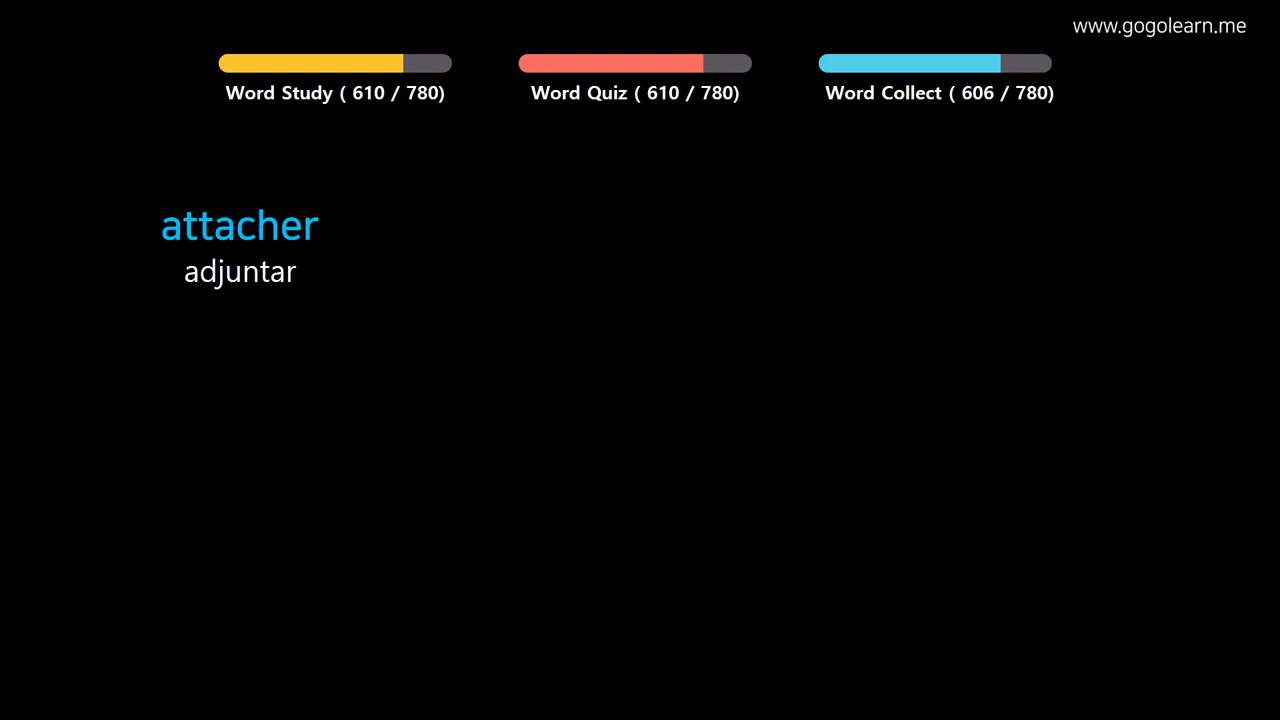 www.gogolearn.me
Word Study ( 610 / 780)
Word Quiz ( 610 / 780)
Word Collect ( 606 / 780)
attacher
adjuntar